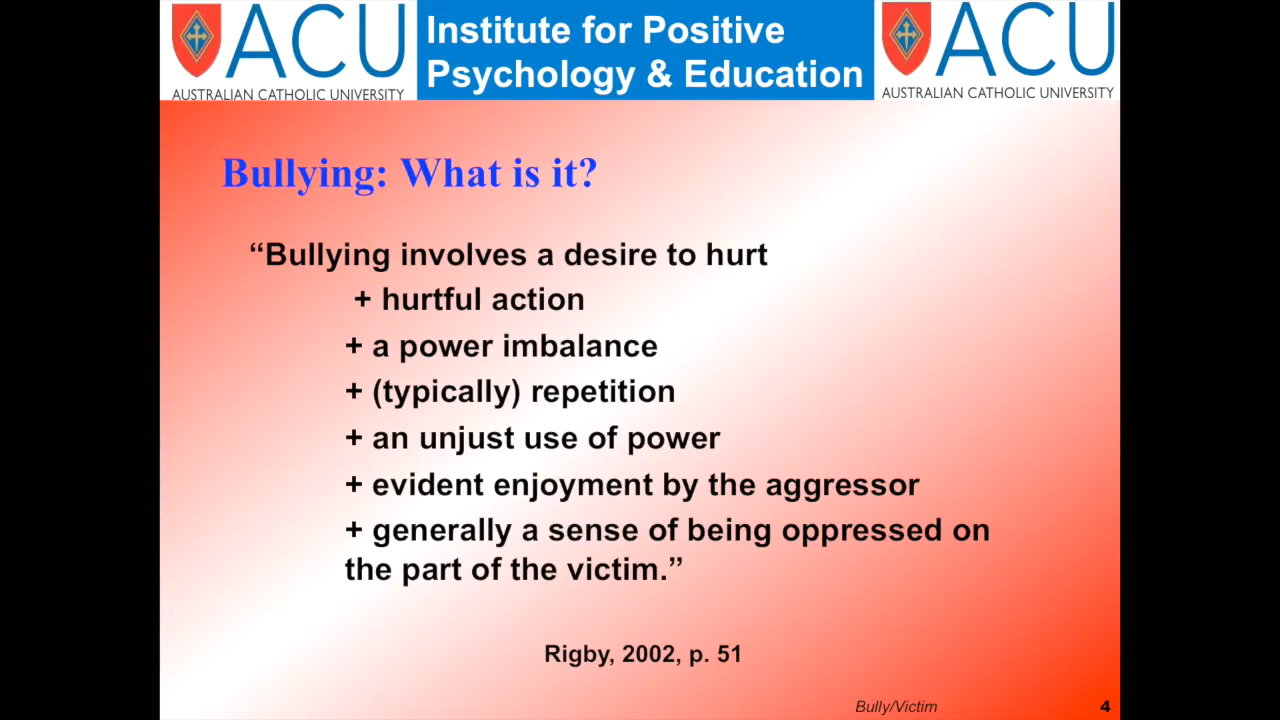 ACU
AUSTRALIAN CATHOLIC UNIVERSITY
Institute for Positive
Psychology & Education
ACU
AUSTRALIAN CATHOLIC UNIVERSITY
Bullying: What is it?
“Bullying involves a desire to hurt
+ hurtful action
+ a power imbalance
+ (typically) repetition
+ an unjust use of power
+ evident enjoyment by the aggressor
+ generally a sense of being oppressed on
the part of the victim.”
Rigby, 2002, p. 51
Bully/Victim
4